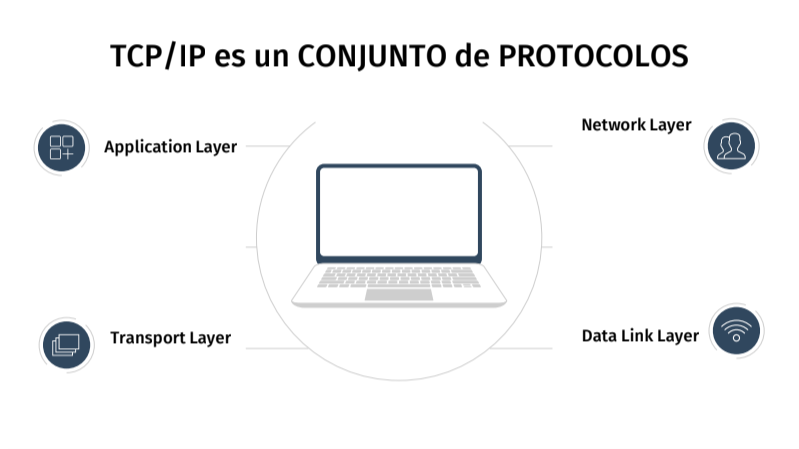 TCP/IP es un CONJUNTO de PROTOCOLOS
Application Layer
Network Layer
Transport Layer
Data Link Layer